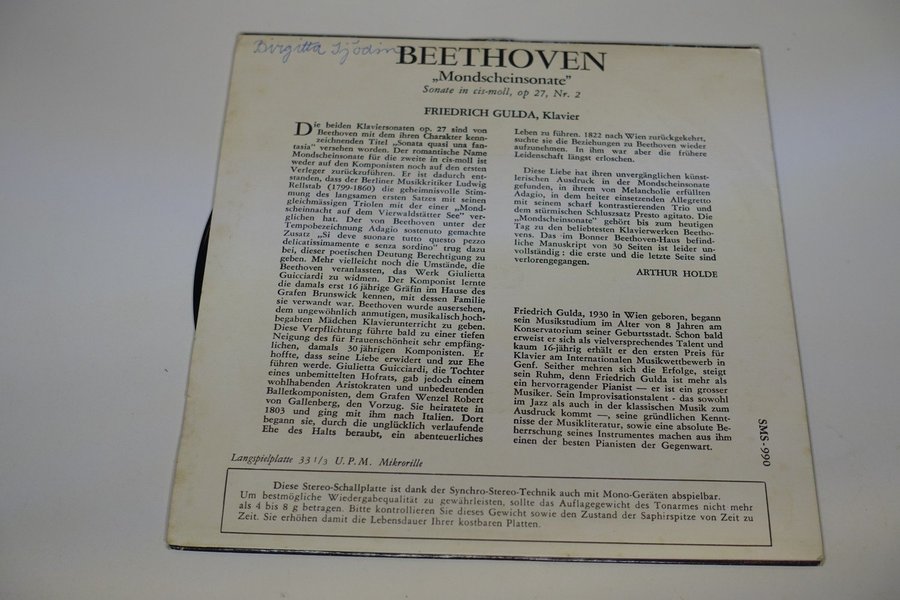 Birgitta Sjödin
BEETHOVEN
„Mondscheinsonate”
Sonate in cis-moll, op 27, Nr. 2
FRIEDRICH GULDA, Klavier
Die beiden Klaviersonaten op. 27 sind von
Beethoven mit dem ihren Charakter kenn-
zeichnenden Titel „Sonata quasi una fan-
tasia” versehen worden. Der romantische Name
Mondscheinsonate für die zweite in cis-moll ist
weder auf den Komponisten noch auf den ersten
Verleger zurückzuführen. Er ist dadurch ent-
standen, dass der Berliner Musikkritiker Ludwig
Rellstab (1799-1860) die geheimnisvolle Stim-
mung des langsamen ersten Satzes mit seinen
gleichmässigen Triolen mit der einer „Mond-
scheinnacht auf dem Vierwaldstätter See” ver-
glichen hat. Der von Beethoven unter der
Tempobezeichnung Adagio sostenuto gemachte
Zusatz „Si deve suonare tutto questo pezzo
delicatissimamente e senza sordino” trug dazu
bei, dieser poetischen Deutung Berechtigung zu
geben. Mehr vielleicht noch die Umstände, die
Beethoven veranlassten, das Werk Giulietta
Guicciardi zu widmen. Der Komponist lernte
die damals erst 16 jährige Gräfin im Hause des
Grafen Brunswick kennen, mit dessen Familie
sie verwandt war. Beethoven wurde ausersehen,
dem ungewöhnlich anmutigen, musikalisch hoch-
begabten Mädchen Klavierunterricht zu geben.
Diese Verpflichtung führte bald zu einer tiefen
Neigung des für Frauenschönheit sehr empfäng-
lichen, damals 30 jährigen Komponisten. Er
hoffte, dass seine Liebe erwidert und zur Ehe
führen werde. Giulietta Guicciardi, die Tochter
eines unbemittelten Hofrats, gab jedoch einem
wohlhabenden Aristokraten und unbedeutenden
Balletkomponisten, dem Grafen Wenzel Robert
von Gallenberg, den Vorzug. Sie heiratete in
1803 und ging mit ihm nach Italien. Dort
begann sie, durch die unglücklich verlaufende
Ehe des Halts beraubt, ein abenteuerliches
Leben zu führen. 1822 nach Wien zurückgekehrt,
suchte sie die Beziehungen zu Beethoven wieder
aufzunehmen. In ihm war aber die frühere
Leidenschaft längst erloschen.
Diese Liebe hat ihren unvergänglichen künst-
lerischen Ausdruck in der Mondscheinsonate
gefunden, in ihrem von Melancholie erfüllten
Adagio, in dem heiter einsetzenden Allegretto
mit seinem scharf kontrastierenden Trio und
dem stürmischen Schluszsatz Presto agitato. Die
„Mondscheinsonate” gehört bis zum heutigen
Tag zu den beliebtesten Klavierwerken Beetho-
vens. Das im Bonner Beethoven-Haus befind-
liche Manuskript von 30 Seiten ist leider un-
vollständig : die erste und die letzte Seite sind
verlorengegangen.
ARTHUR HOLDE
Friedrich Gulda, 1930 in Wien geboren, begann
sein Musikstudium im Alter von 8 Jahren am
Konservatorium seiner Geburtsstadt. Schon bald
erweist er sich als vielversprechendes Talent und
kaum 16-jährig erhält er den ersten Preis für
Klavier am Internationalen Musikwettbewerb in
Genf. Seither mehren sich die Erfolge, steigt
sein Ruhm, denn Friedrich Gulda ist mehr als
ein hervorragender Pianist — er ist ein grosser
Musiker. Sein Improvisationstalent - das sowohl
im Jazz als auch in der klassischen Musik zum
Ausdruck kommt —, seine gründlichen Kennt-
nisse der Musikliteratur, sowie eine absolute Be-
herrschung seines Instrumentes machen aus ihm
einen der besten Pianisten der Gegenwart.
SMS-990
Langspielplatte 33 1/3 U.P.M. Mikrorille
Diese Stereo-Schallplatte ist dank der Synchro-Stereo-Technik auch mit Mono-Geräten abspielbar.
Um bestmögliche Wiedergabequalität zu gewährleisten, sollte das Auflagegewicht des Tonarmes nicht mehr
als 4 bis 8 g betragen. Bitte kontrollieren Sie dieses Gewicht sowie den Zustand der Saphirspitze von Zeit zu
Zeit. Sie erhöhen damit die Lebensdauer Ihrer kostbaren Platten.